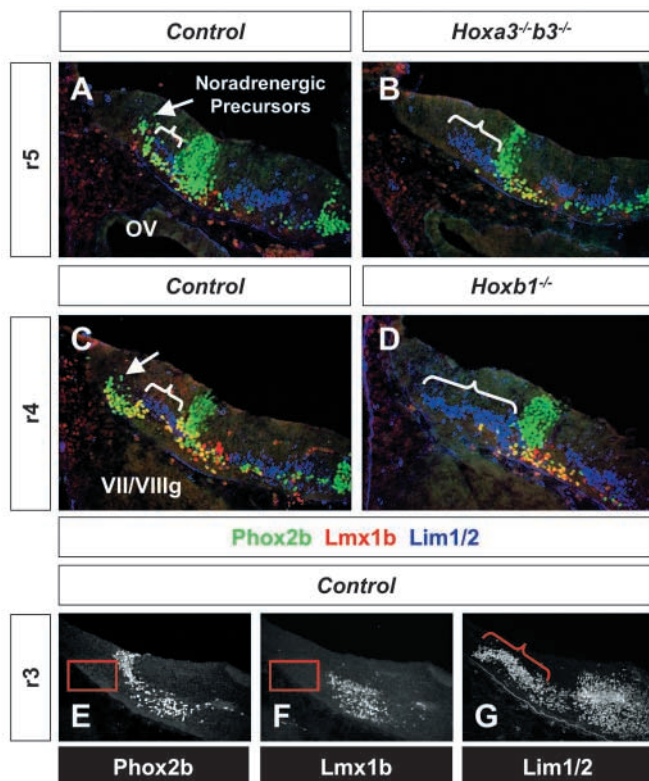 Control
Hoxa3-/-b3-/-
r5
A
Noradrenergic
Precursors
OV
B
Control
Hoxb1-/-
r4
C
VII/VIIIg
D
Phox2b Lmx1b Lim1/2
Control
r3
E
F
G
Phox2b
Lmx1b
Lim1/2